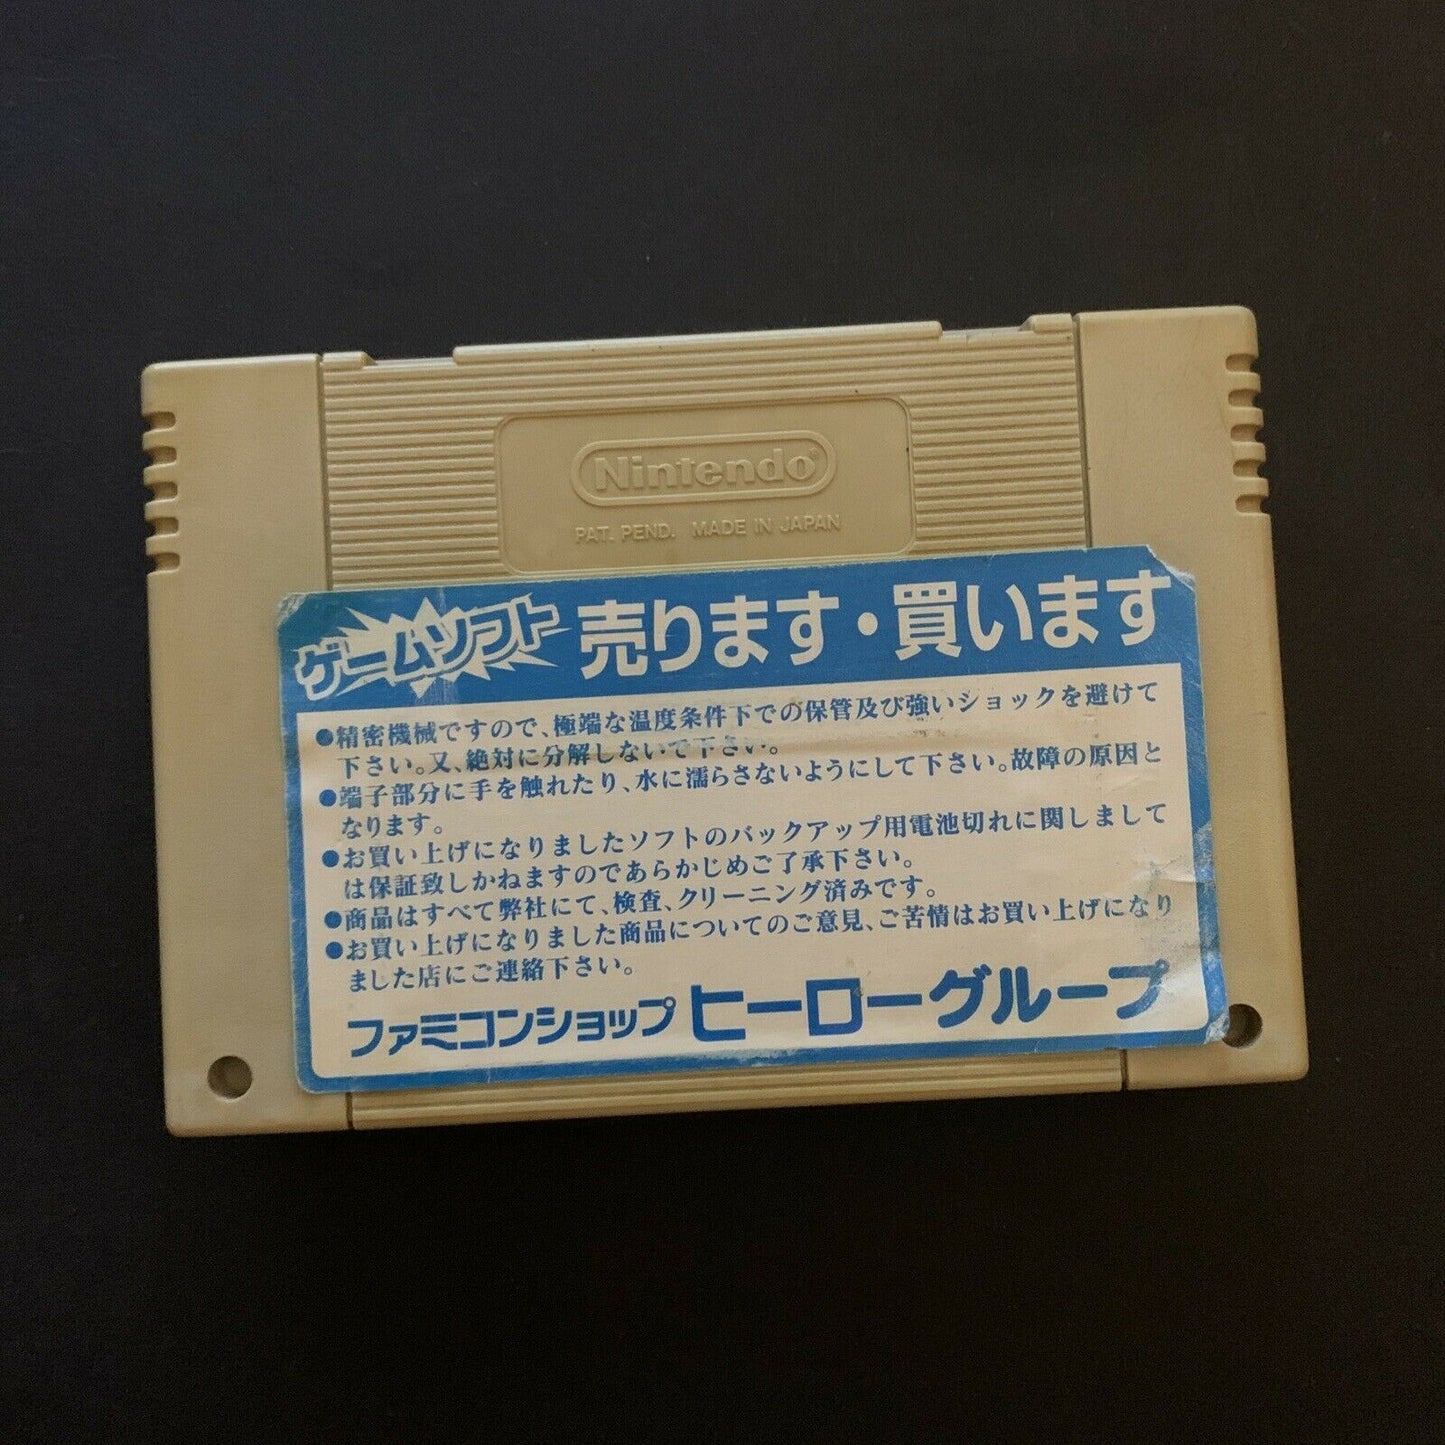 Nintendo®
PAT. PEND. MADE IN JAPAN
ゲームソフト 売ります・買います
●精密機械ですので、極端な温度条件下での保管及び強いショックを避けて
下さい。又、絶対に分解しないで下さい。
●端子部分に手を触れたり、水に濡らさないようにして下さい。故障の原因と
なります。
●お買い上げになりましたソフトのバックアップ用電池切れに関しまして
は保証致しかねますのであらかじめご了承下さい。
●商品はすべて弊社にて、検査、クリーニング済みです。
●お買い上げになりました商品についてのご意見、ご苦情はお買い上げになり
ました店にご連絡下さい。
ファミコンショップ ヒーローグループ